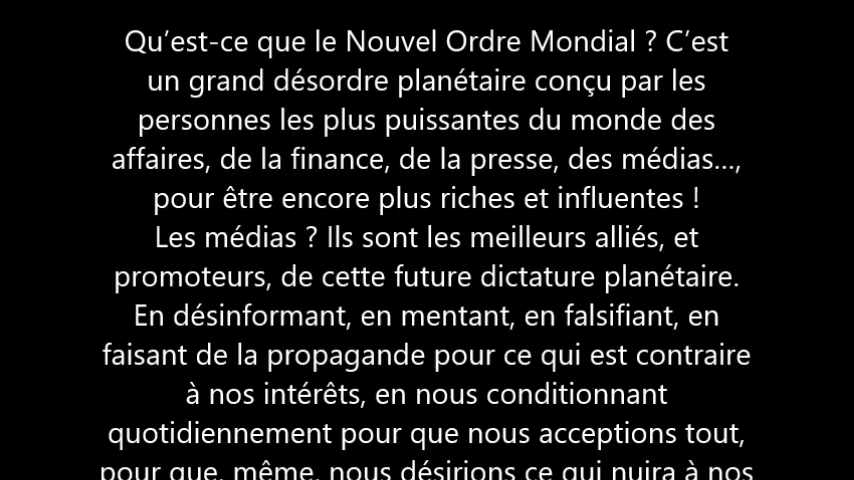 Qu’est-ce que le Nouvel Ordre Mondial ? C’est
un grand désordre planétaire conçu par les
personnes les plus puissantes du monde des
affaires, de la finance, de la presse, des médias…,
pour être encore plus riches et influentes !
Les médias ? Ils sont les meilleurs alliés, et
promoteurs, de cette future dictature planétaire.
En désinformant, en mentant, en falsifiant, en
faisant de la propagande pour ce qui est contraire
à nos intérêts, en nous conditionnant
quotidiennement pour que nous acceptions tout,
pour que, même, nous désirions ce qui nuira à nos